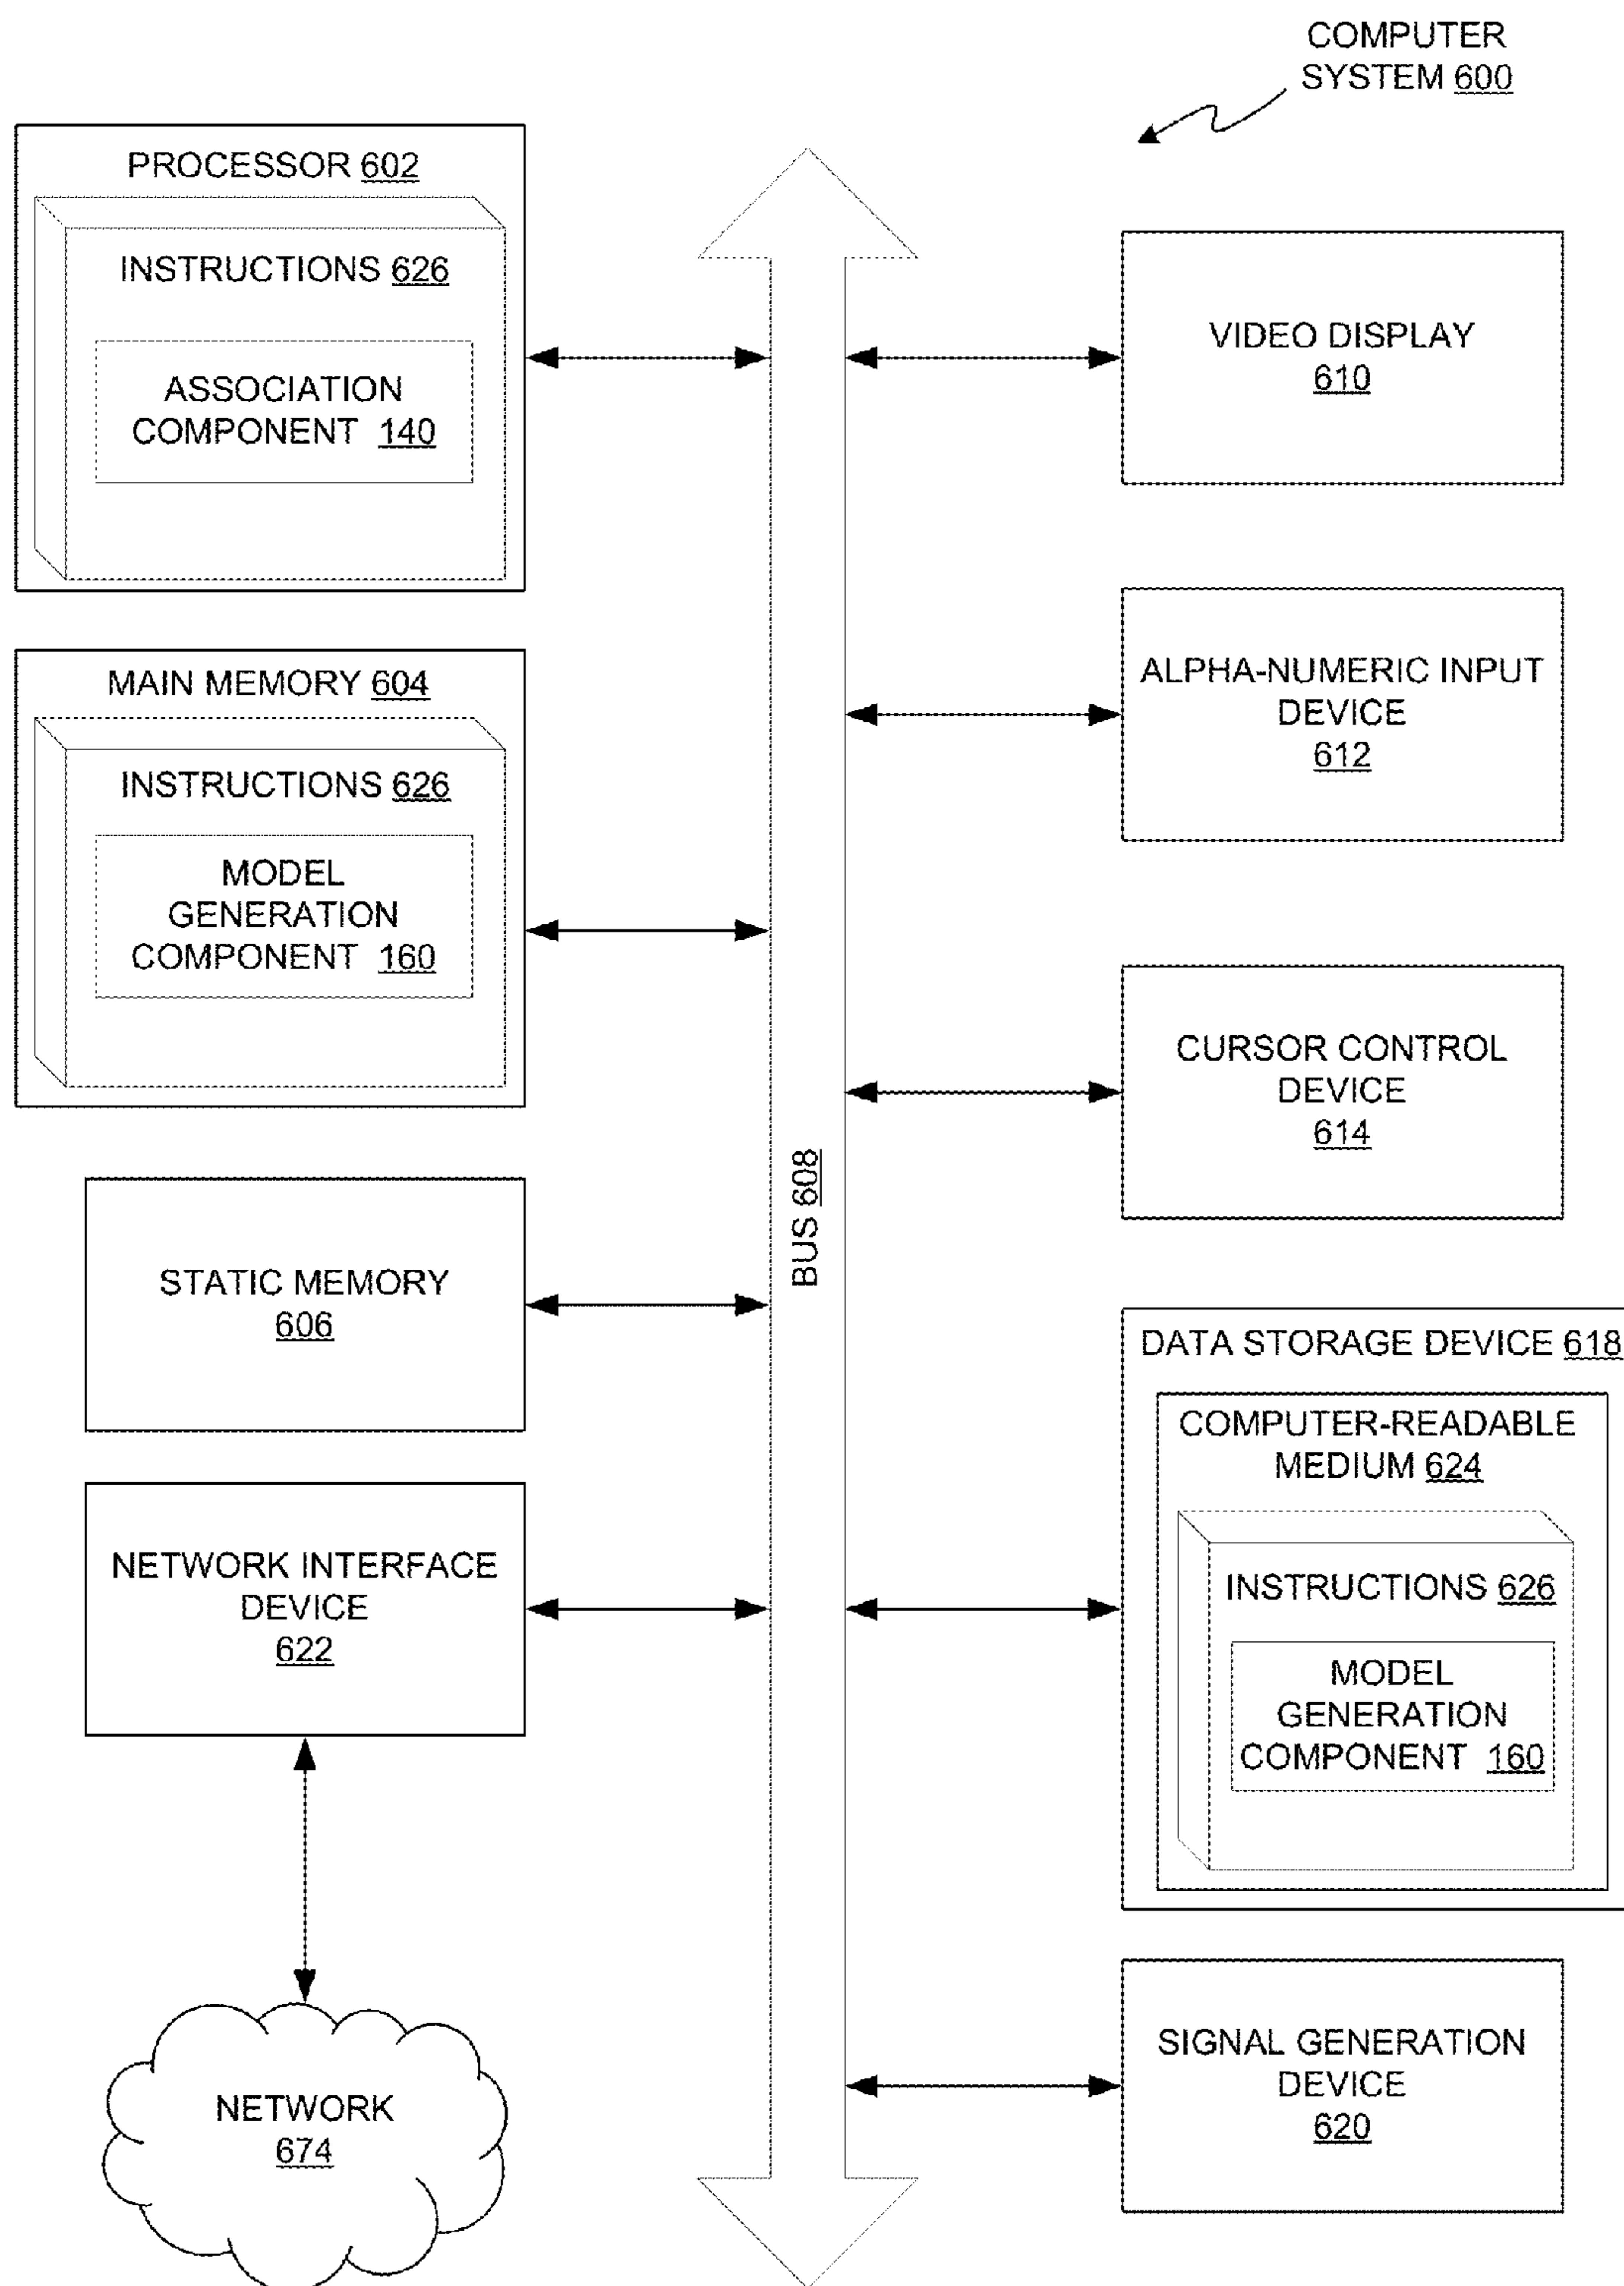 COMPUTER
SYSTEM 600
PROCESSOR 602
INSTRUCTIONS 626
ASSOCIATION
COMPONENT 140
MAIN MEMORY 604
INSTRUCTIONS 626
MODEL
GENERATION
COMPONENT 160
STATIC MEMORY
606
NETWORK INTERFACE
DEVICE
622
NETWORK
674
BUS 608
VIDEO DISPLAY
610
ALPHA-NUMERIC INPUT
DEVICE
612
CURSOR CONTROL
DEVICE
614
DATA STORAGE DEVICE 618
COMPUTER-READABLE
MEDIUM 624
INSTRUCTIONS 626
MODEL
GENERATION
COMPONENT 160
SIGNAL GENERATION
DEVICE
620